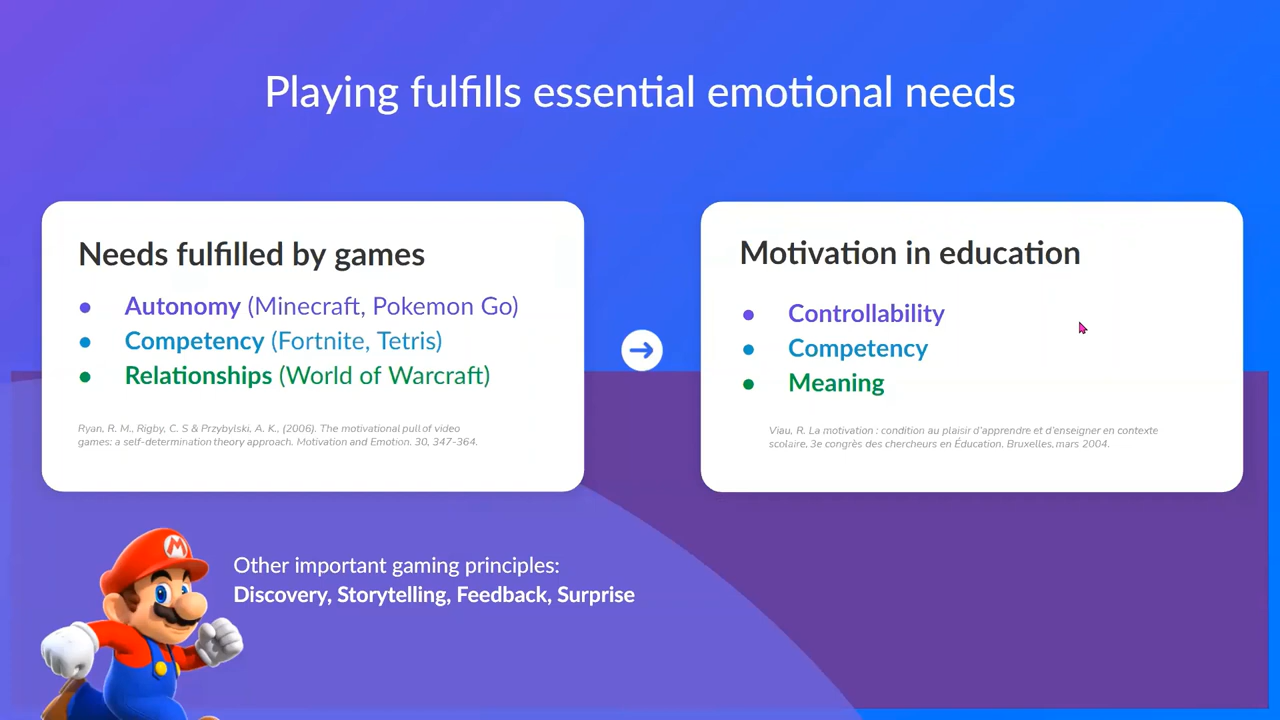 Playing fulfills essential emotional needs
Needs fulfilled by games
● Autonomy (Minecraft, Pokemon Go)
● Competency (Fortnite, Tetris)
● Relationships (World of Warcraft)
Ryan, R. M., Rigby, C. S & Przybylski, A. K., (2006). The motivational pull of video
games: a self-determination theory approach. Motivation and Emotion. 30, 347-364.
Motivation in education
● Controllability
● Competency
● Meaning
Viau, R. La motivation : condition au plaisir d'apprendre et d'enseigner en contexte
scolaire, 3e congrès des chercheurs en Éducation. Bruxelles, mars 2004.
M
Other important gaming principles:
Discovery, Storytelling, Feedback, Surprise